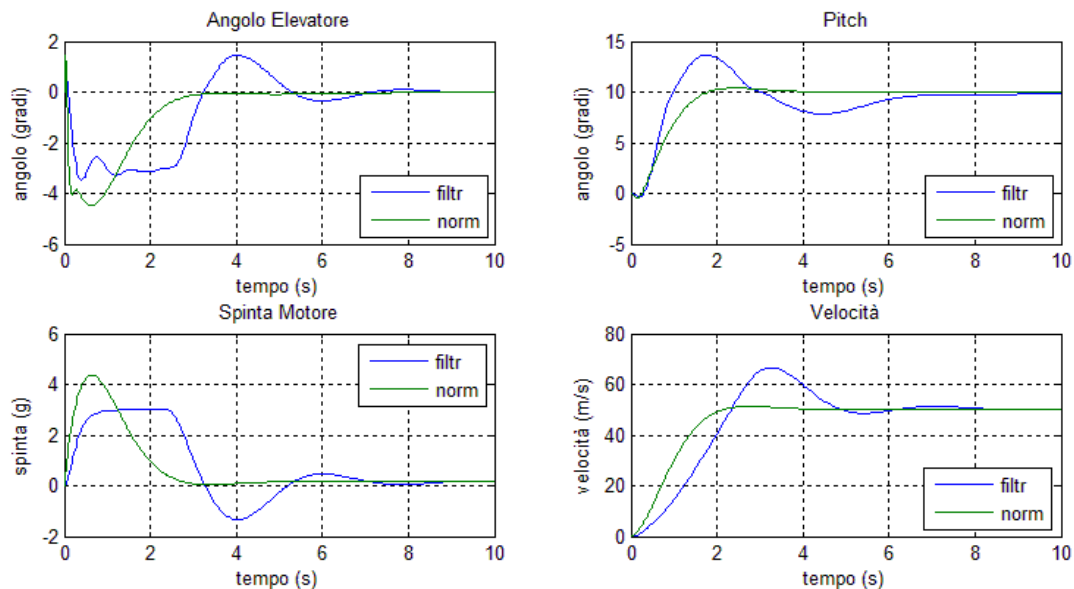 Angolo Elevatore
2
0
-2
-4
-6
angolo (gradi)
filtr
norm
0 2 4 6 8 10
tempo (s)
Pitch
15
10
5
0
-5
angolo (gradi)
filtr
norm
0 2 4 6 8 10
tempo (s)
Spinta Motore
6
4
2
0
-2
spinta (g)
filtr
norm
0 2 4 6 8 10
tempo (s)
Velocità
80
60
40
20
0
velocità (m/s)
filtr
norm
0 2 4 6 8 10
tempo (s)